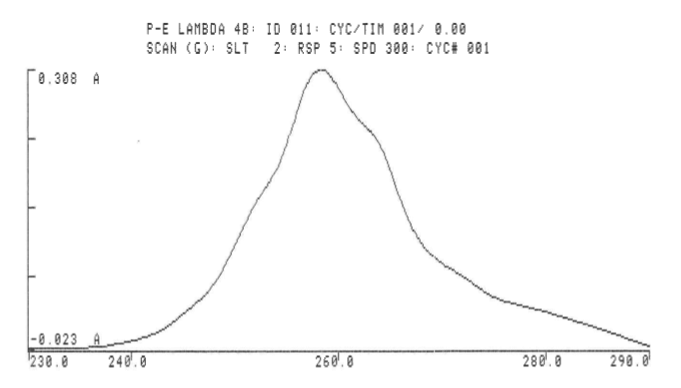 P-E LAMBDA 4B: ID 011: CYC/TIM 001/ 0.00
SCAN (G): SLT 2: RSP 5: SPD 300: CYC# 001
0.308 A
-0.023 A
230.0 240.0 260.0 280.0 290.0